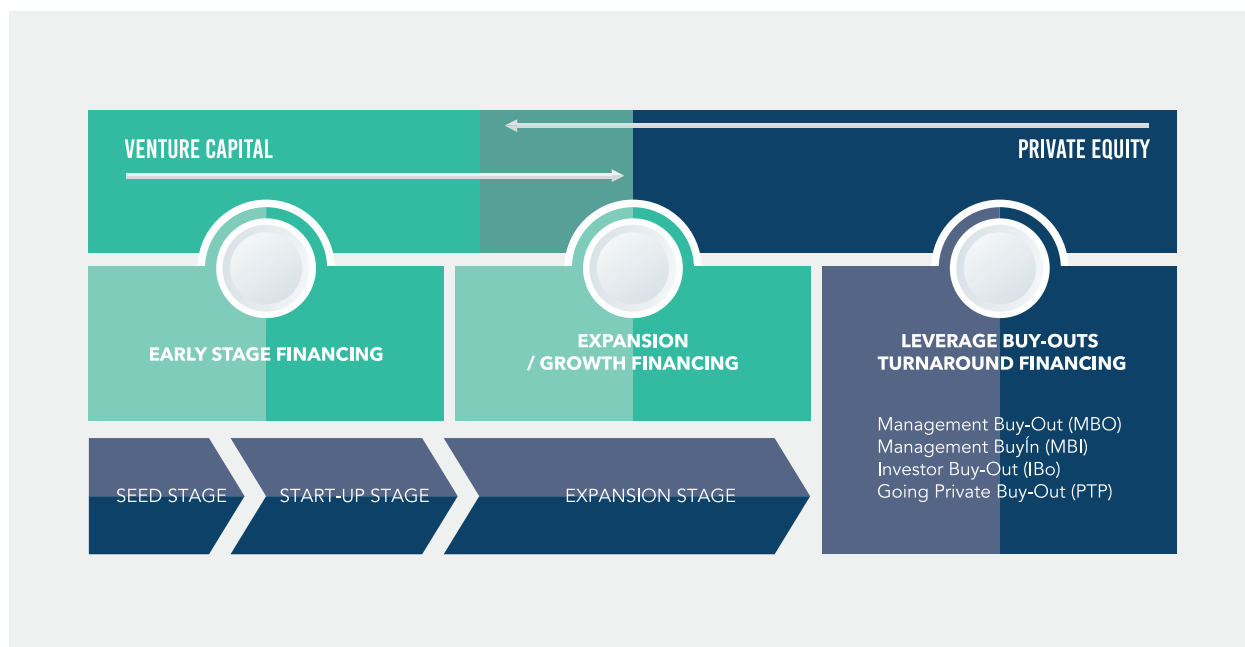 VENTURE CAPITAL
PRIVATE EQUITY
EARLY STAGE FINANCING
EXPANSION
/ GROWTH FINANCING
LEVERAGE BUY-OUTS
TURNAROUND FINANCING
Management Buy-Out (MBO)
Management BuyÍn (MBI)
Investor Buy-Out (IBo)
Going Private Buy-Out (PTP)
SEED STAGE
START-UP STAGE
EXPANSION STAGE